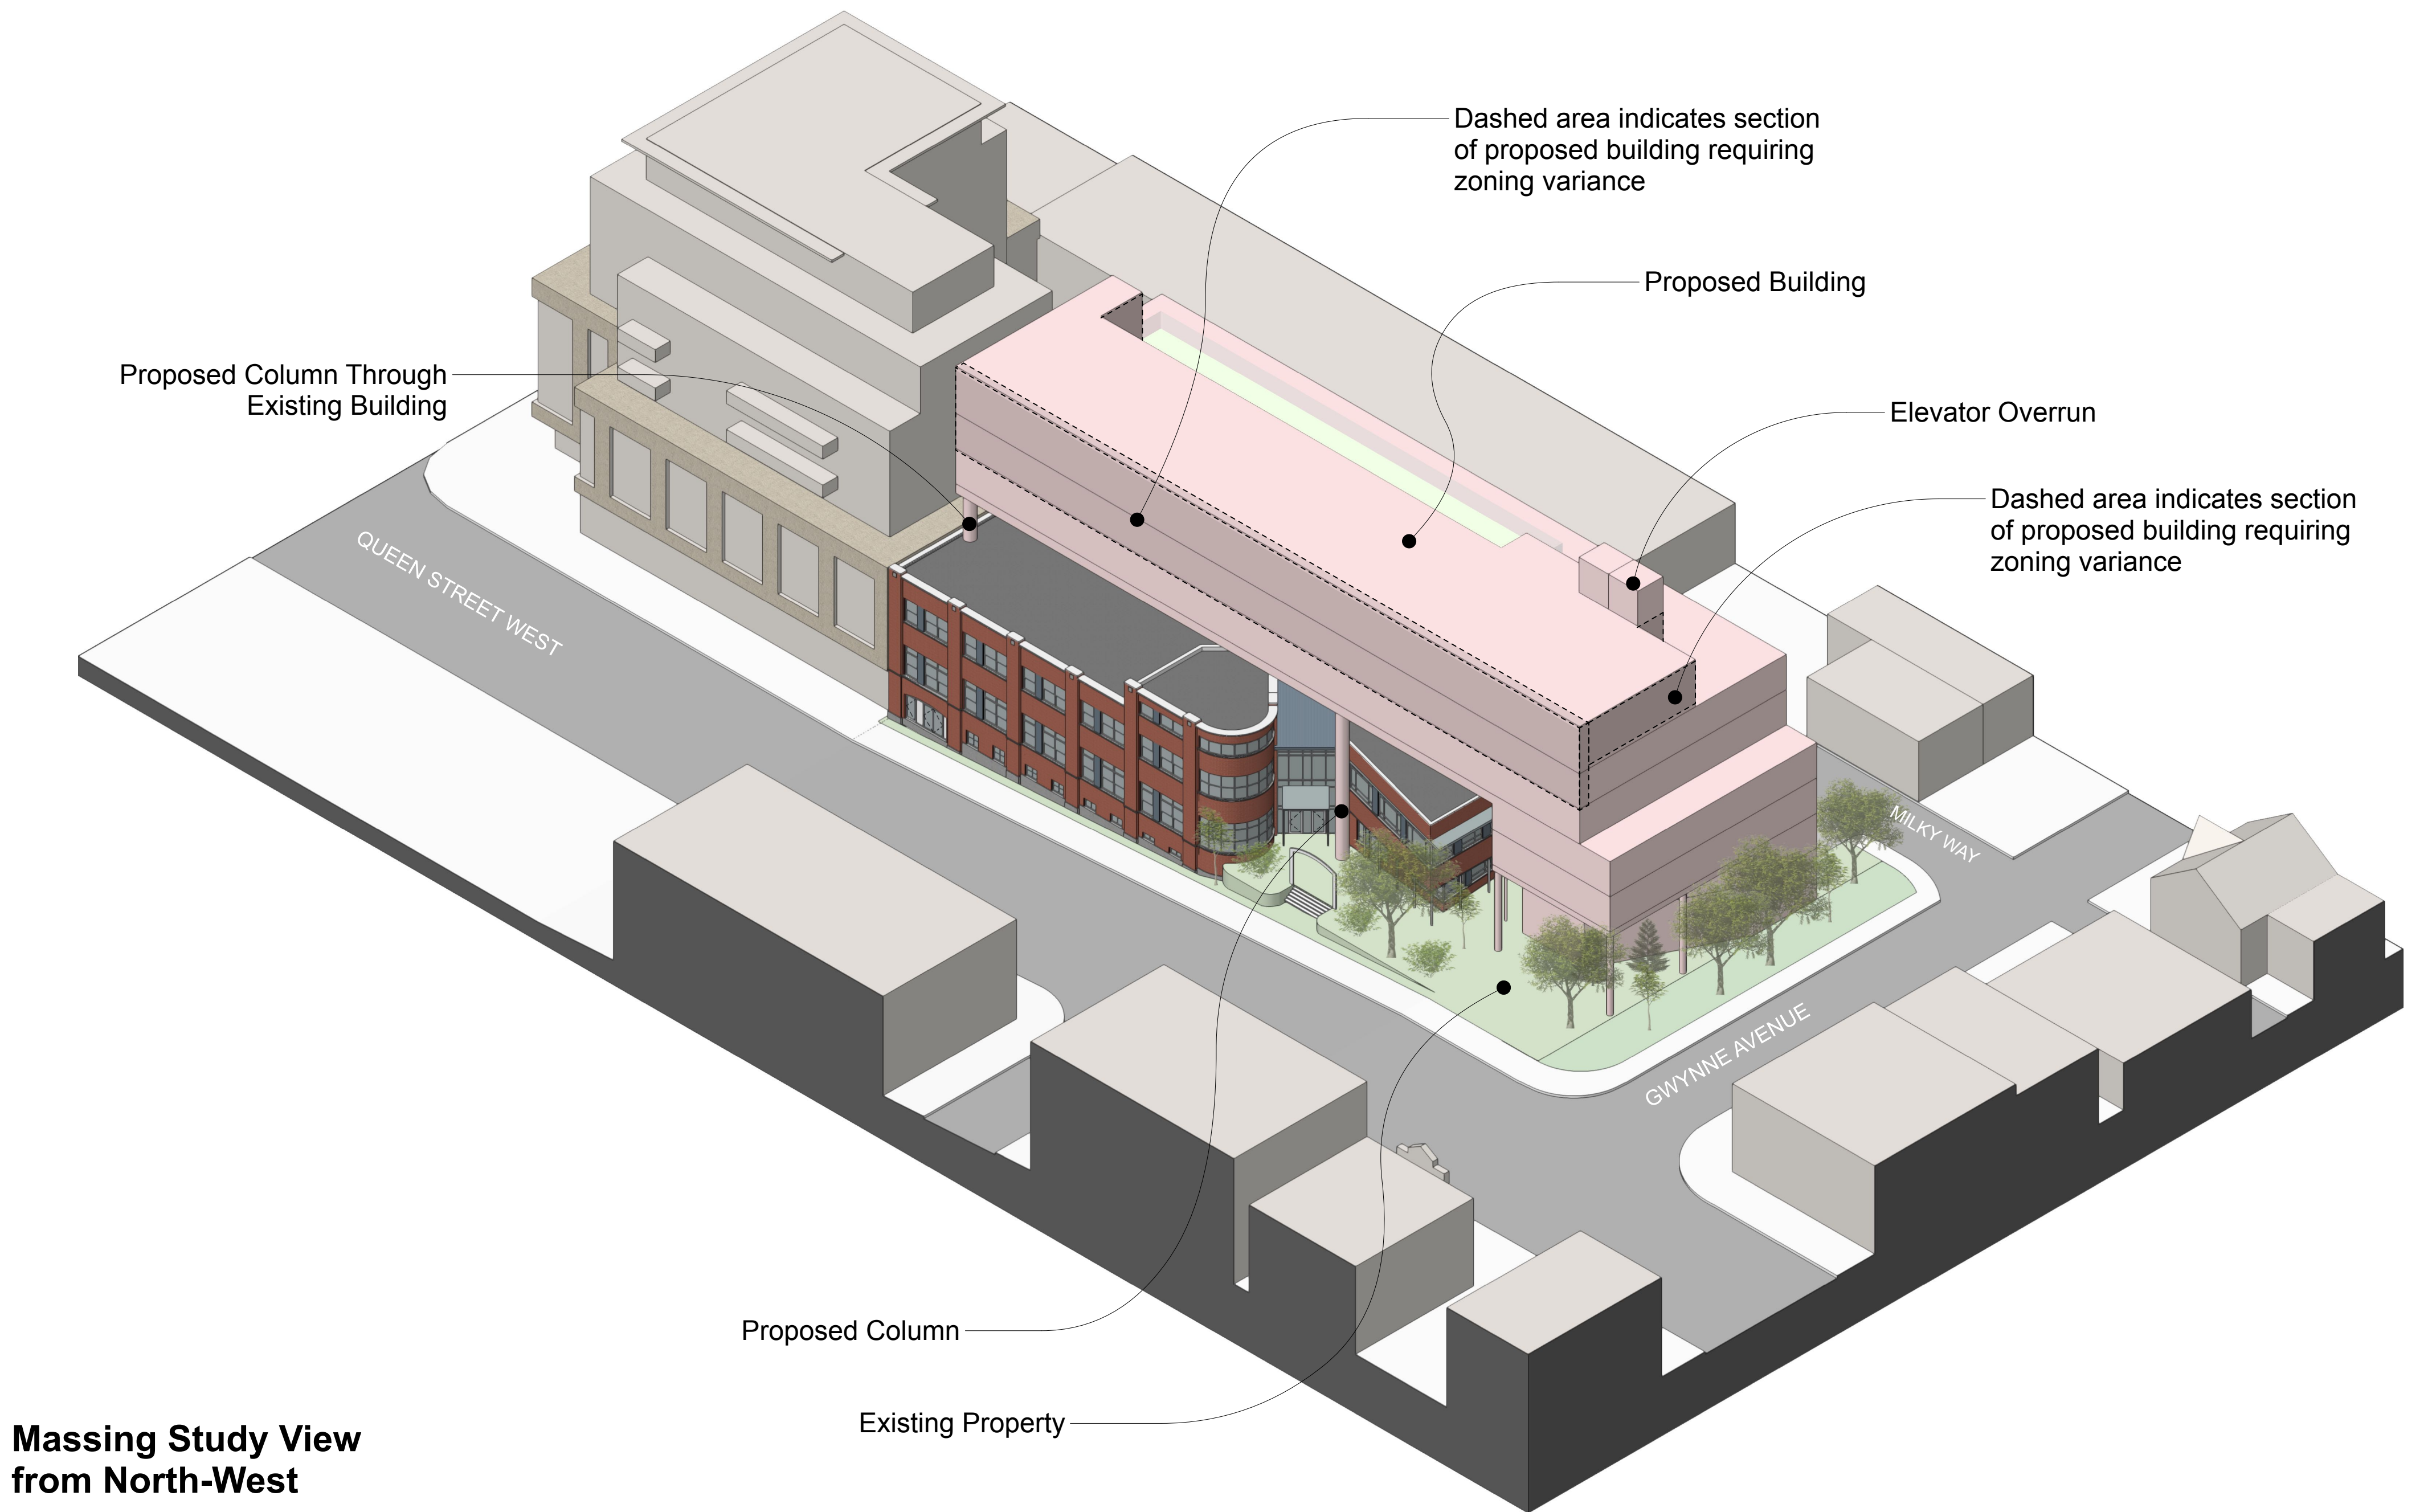 Dashed area indicates section
of proposed building requiring
zoning variance
Proposed Building
Proposed Column Through
Existing Building
Elevator Overrun
Dashed area indicates section
of proposed building requiring
zoning variance
QUEEN STREET WEST
MILKY WAY
GWYNNE AVENUE
Proposed Column
Existing Property
Massing Study View
from North-West